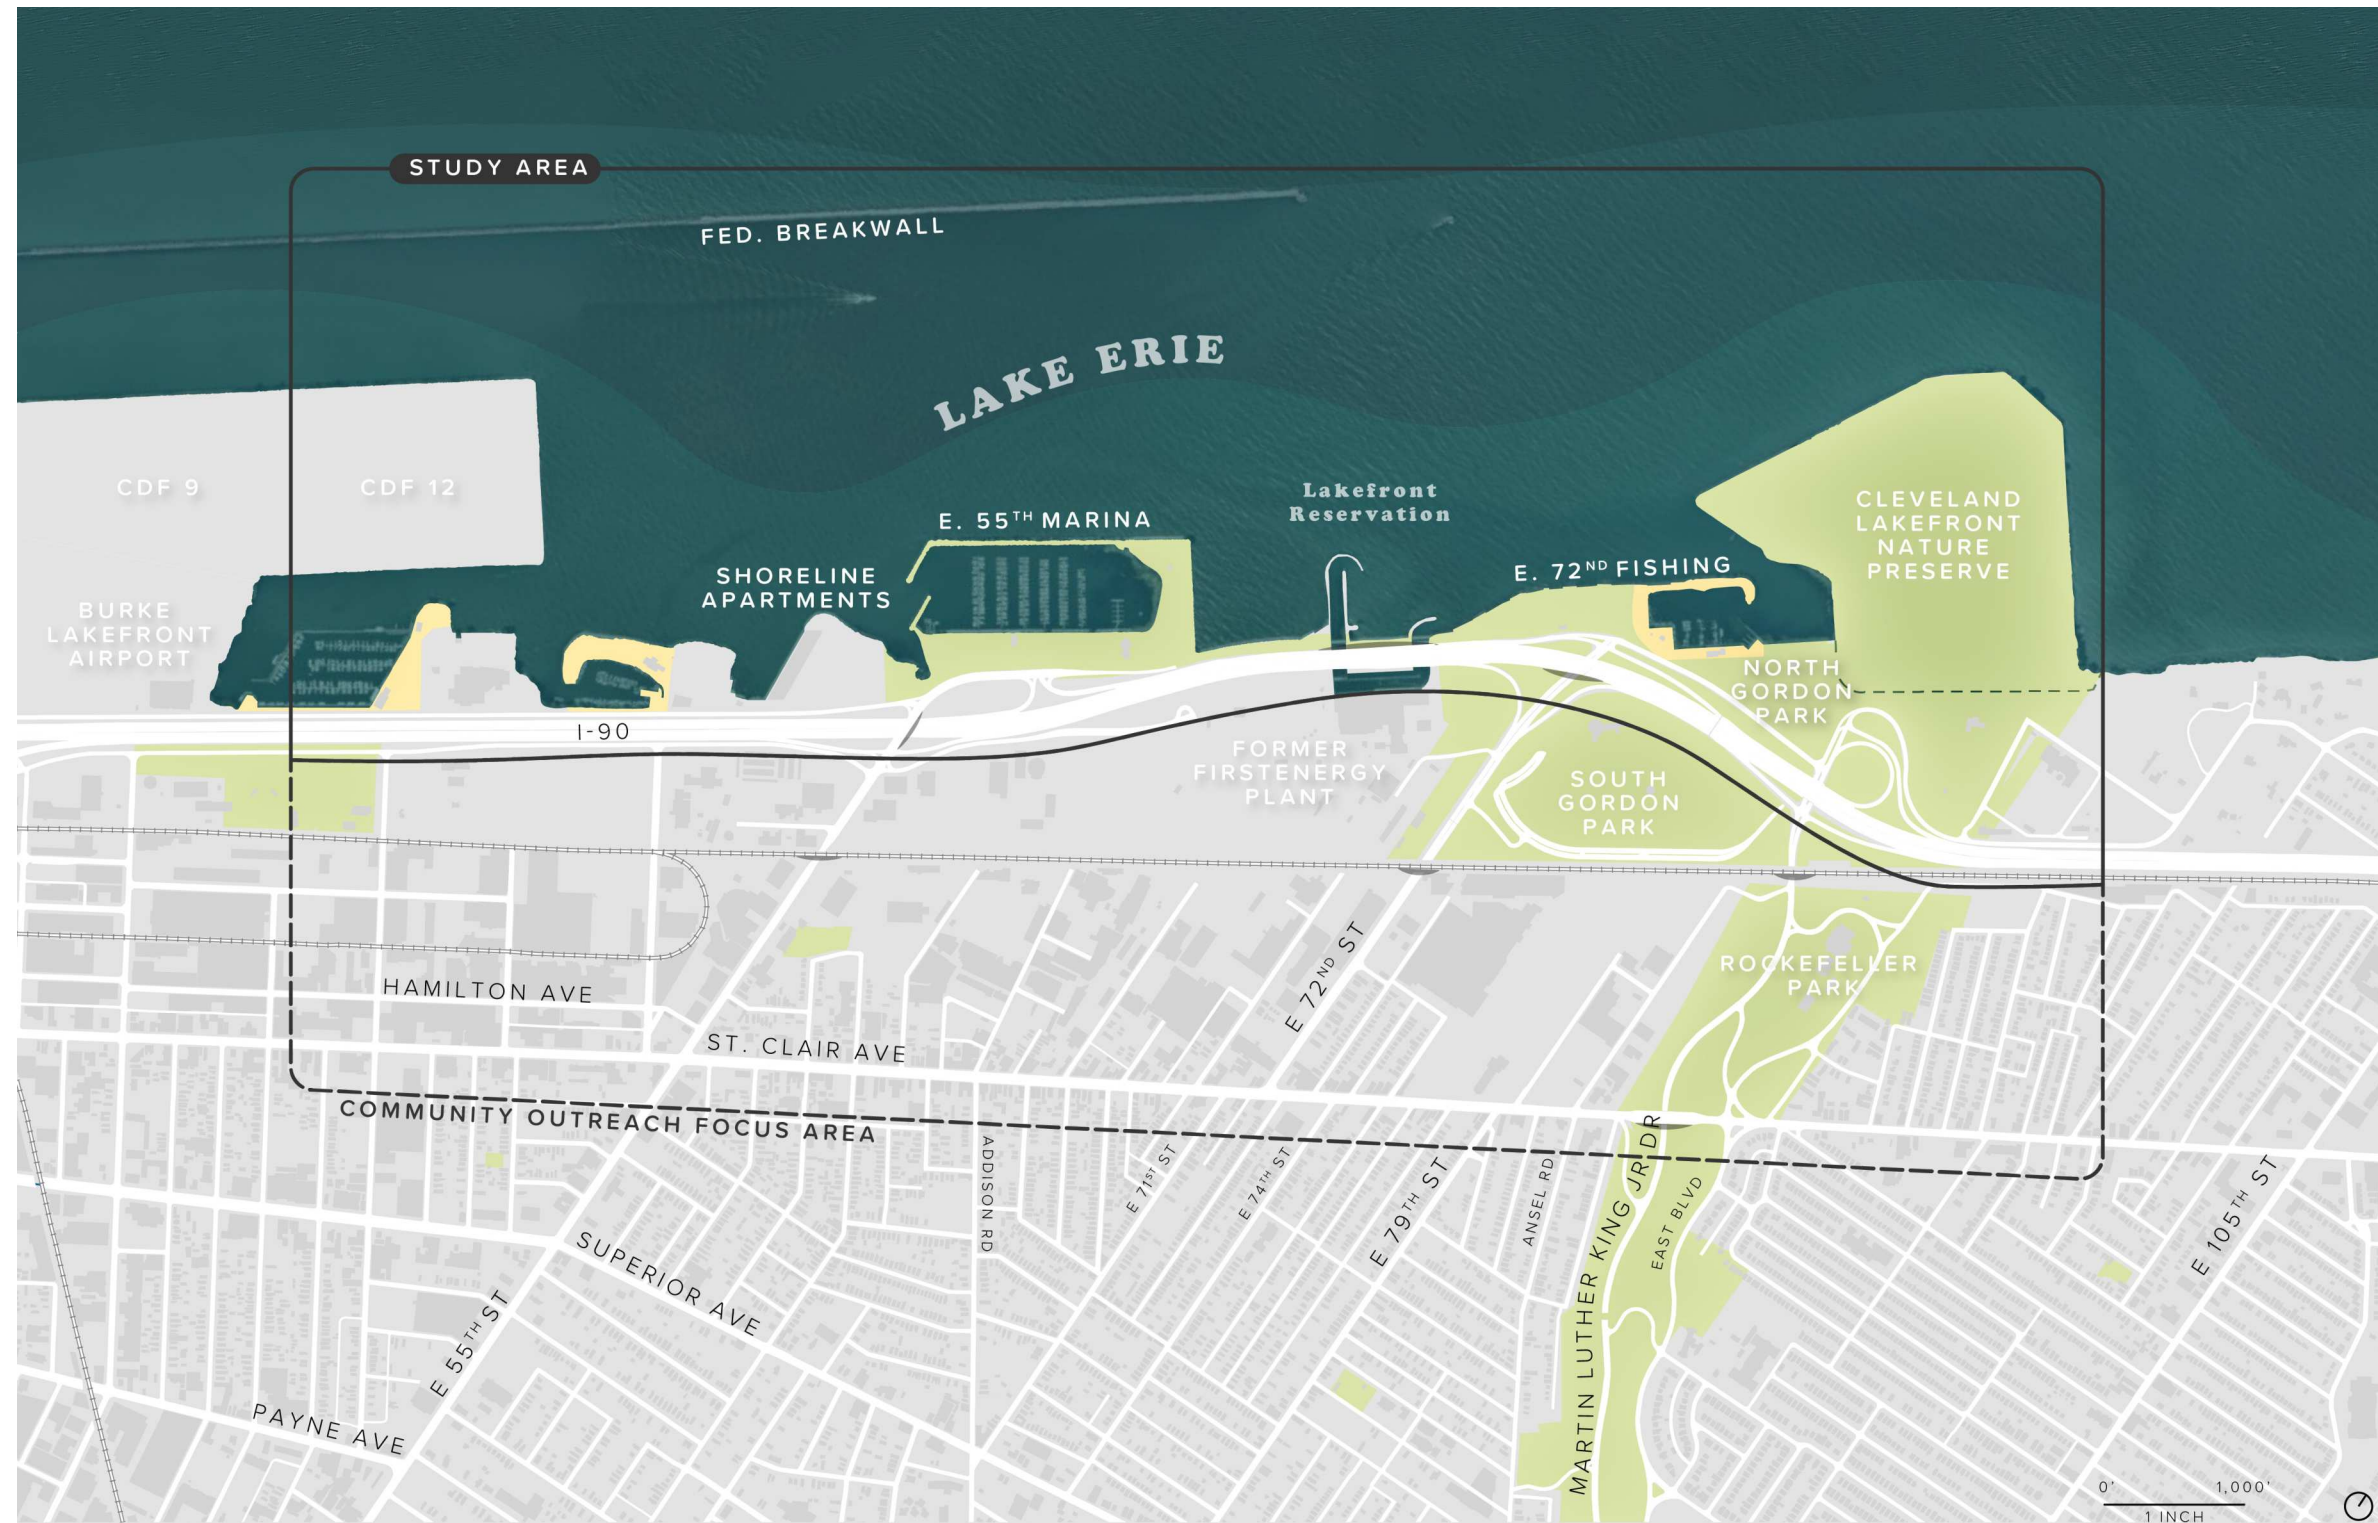 STUDY AREA
FED. BREAKWALL
LAKE ERIE
CDF 9
CDF 12
Lakefront
Reservation
E. 55TH MARINA
CLEVELAND
LAKEFRONT
NATURE
PRESERVE
SHORELINE
APARTMENTS
E. 72ND FISHING
BURKE
LAKEFRONT
AIRPORT
NORTH
GORDON
PARK
I-90
FORMER
FIRSTENERGY
PLANT
SOUTH
GORDON
PARK
E 72ND ST
ROCKEFELLER
PARK
HAMILTON AVE
ST. CLAIR AVE
COMMUNITY OUTREACH FOCUS AREA
ADDISON RD
E 71ST ST
E 74TH ST
E 79TH ST
ANSEL RD
MARTIN LUTHER KING JR DR
EAST BLVD
E 105TH ST
SUPERIOR AVE
E 55TH ST
PAYNE AVE
0' 1,000'
1 INCH